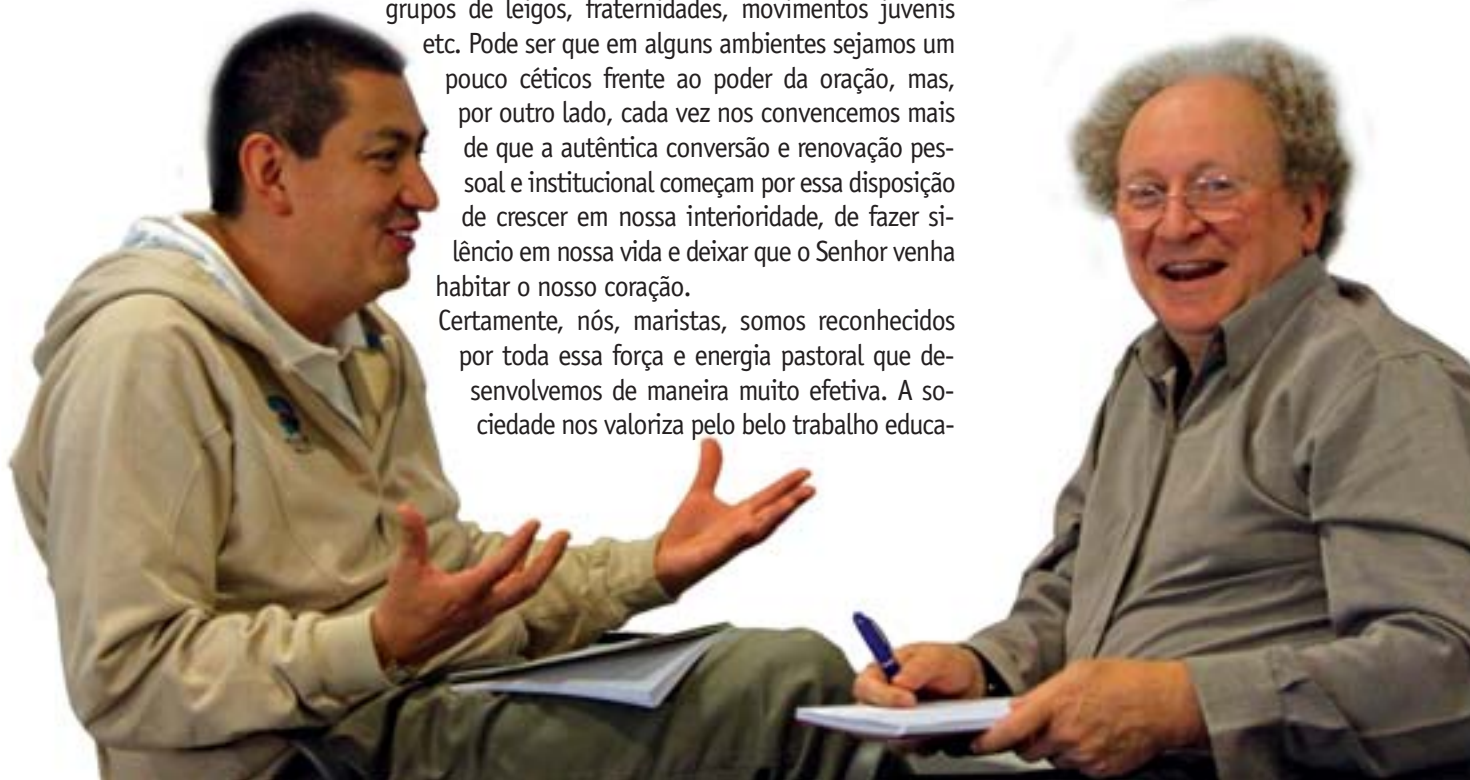 grupos de leigos, fraternidades, movimentos juvenis
etc. Pode ser que em alguns ambientes sejamos um
pouco céticos frente ao poder da oração, mas,
por outro lado, cada vez nos convencemos mais
de que a autêntica conversão e renovação pes-
soal e institucional começam por essa disposição
de crescer em nossa interioridade, de fazer si-
lêncio em nossa vida e deixar que o Senhor venha
habitar o nosso coração.
Certamente, nós, maristas, somos reconhecidos
por toda essa força e energia pastoral que de-
senvolvemos de maneira muito efetiva. A so-
ciedade nos valoriza pelo belo trabalho educa-